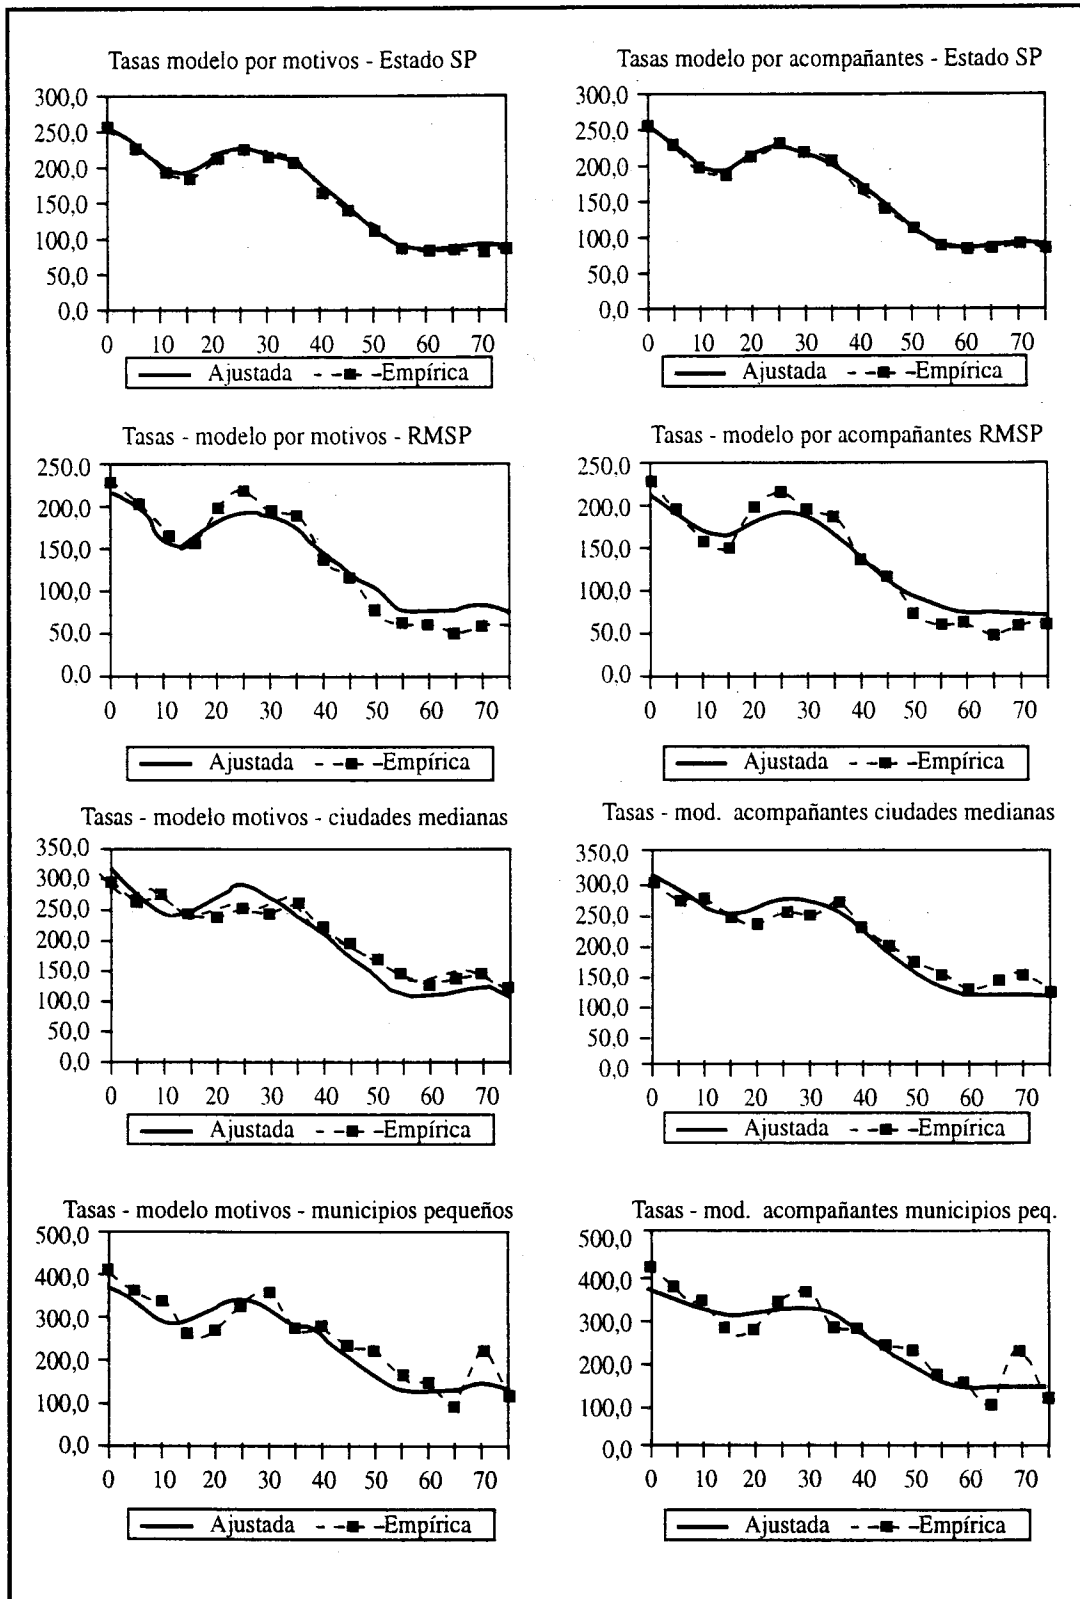 Tasas modelo por motivos - Estado SP
300,0
250,0
200,0
150,0
100,0
50,0
0,0
0 10 20 30 40 50 60 70
Ajustada - -■- -Empírica
Tasas modelo por acompañantes - Estado SP
300,0
250,0
200,0
150,0
100,0
50,0
0,0
0 10 20 30 40 50 60 70
Ajustada - -■- -Empírica
Tasas - modelo por motivos - RMSP
250,0
200,0
150,0
100,0
50,0
0,0
0 10 20 30 40 50 60 70
Ajustada - -■- -Empírica
Tasas - modelo por acompañantes RMSP
250,0
200,0
150,0
100,0
50,0
0,0
0 10 20 30 40 50 60 70
Ajustada - -■- -Empírica
Tasas - modelo motivos - ciudades medianas
350,0
300,0
250,0
200,0
150,0
100,0
50,0
0,0
0 10 20 30 40 50 60 70
Ajustada - -■- -Empírica
Tasas - mod. acompañantes ciudades medianas
350,0
300,0
250,0
200,0
150,0
100,0
50,0
0,0
0 10 20 30 40 50 60 70
Ajustada - -■- -Empírica
Tasas - modelo motivos - municipios pequeños
500,0
400,0
300,0
200,0
100,0
0,0
0 10 20 30 40 50 60 70
Ajustada - -■- -Empírica
Tasas - mod. acompañantes municipios peq.
500,0
400,0
300,0
200,0
100,0
0,0
0 10 20 30 40 50 60 70
Ajustada - -■- -Empírica